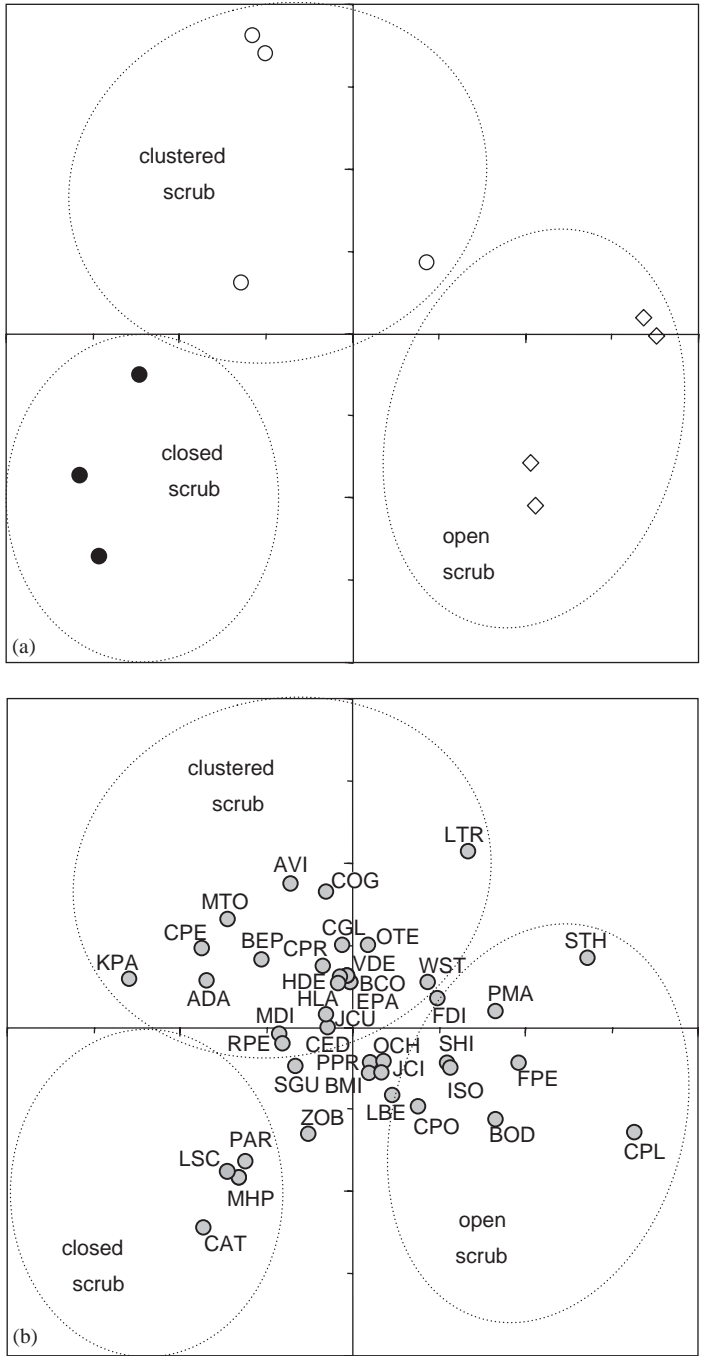 clustered
scrub
closed
scrub
open
scrub
(a)
clustered
scrub
LTR
AVI
COG
MTO
CPE
BEP
CGL
OTE
STH
KPA
CPR
VDE
WST
ADA
HDE
BCO
PMA
HLA
EPA
FDI
MDI
JCU
RPE
CED
OCH
SHI
PPR
JCI
FPE
SGU
BMI
ISO
LBE
ZOB
CPO
BOD
CPL
PAR
LSC
MHP
CAT
open
scrub
closed
scrub
(b)